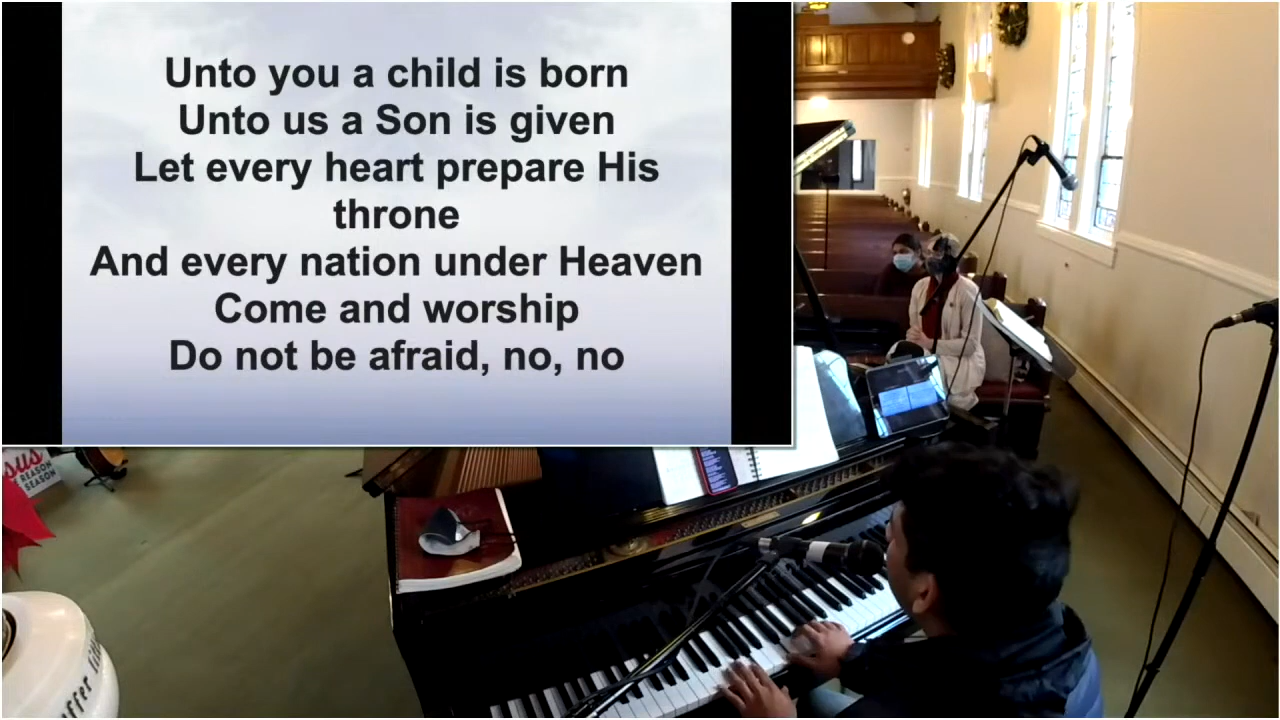 Unto you a child is born
Unto us a Son is given
Let every heart prepare His
throne
And every nation under Heaven
Come and worship
Do not be afraid, no, no
REASON
SEASON